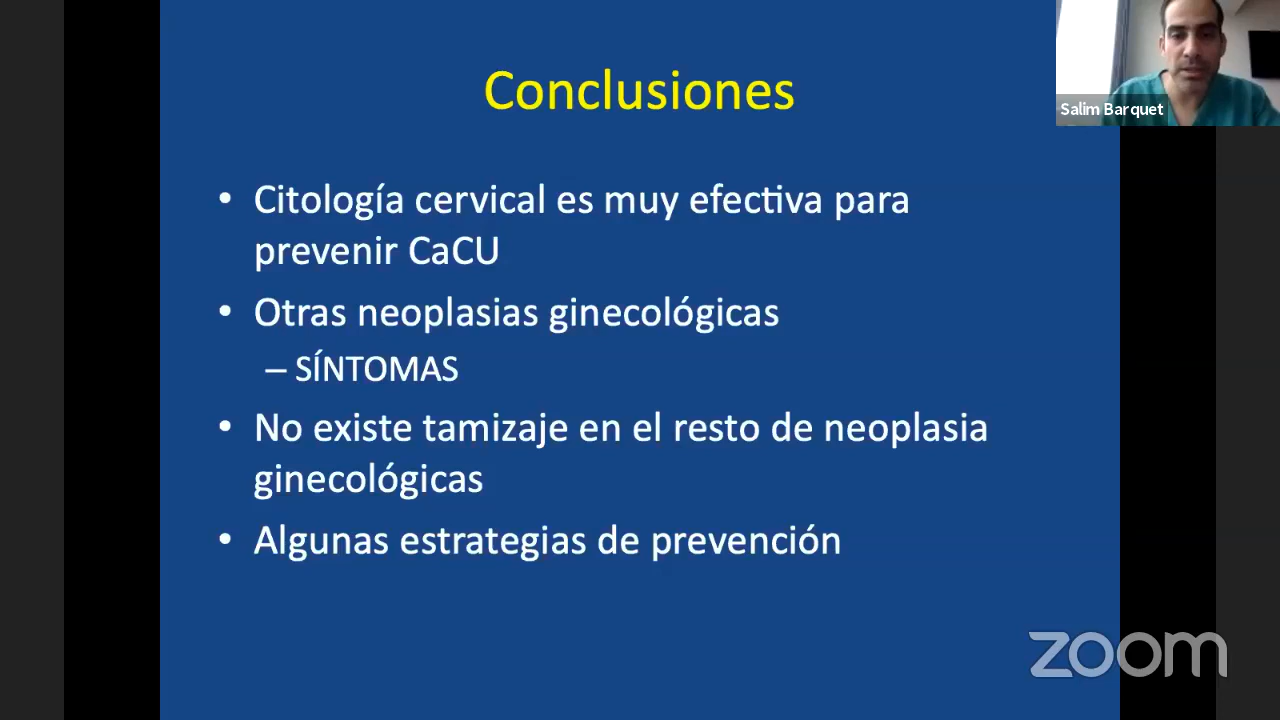 Conclusiones
Salim Barquet
• Citología cervical es muy efectiva para
prevenir CaCU
• Otras neoplasias ginecológicas
– SÍNTOMAS
• No existe tamizaje en el resto de neoplasia
ginecológicas
• Algunas estrategias de prevención
zoom